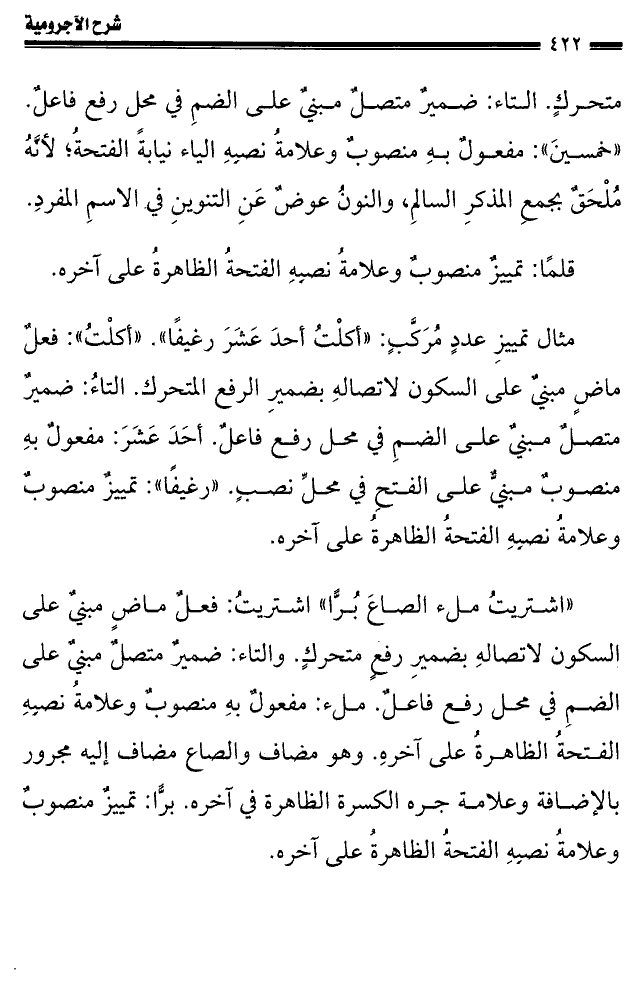 شرح الآجرومية
٤٢٢
متحركٍ. التاء: ضميرٌ متصلٌ مبنيٌ على الضمِ في محل رفع فاعلٌ.
«خمسينَ»: مفعولٌ بهِ منصوبٌ وعلامةُ نصبِهِ الياء نيابةً الفتحةُ؛ لأنَّهُ
مُلْحَقٌ بجمعِ المذكرِ السالمِ، والنونُ عوضٌ عَنِ التنوينِ في الاسمِ المفردِ.
قلمًا: تمييزٌ منصوبٌ وعلامةُ نصبِهِ الفتحةُ الظاهرةُ على آخره.
مثال تمييزِ عددٍ مُرَكَّبٍ: «أكلْتُ أحدَ عَشَرَ رغيفًا». «أكلْتُ»: فعلٌ
ماضٍ مبنيٌ على السكون لاتصالهِ بضميرِ الرفع المتحرك. التاءُ: ضميرٌ
متصلٌ مبنيٌ على الضمِ في محل رفع فاعلٌ. أحَدَ عَشَرَ: مفعولٌ بهِ
منصوبٌ مبنيٌّ على الفتحِ في محلِّ نصبٍ. «رغيفًا»: تمييزٌ منصوبٌ
وعلامةُ نصبِهِ الفتحةُ الظاهرةُ على آخره.
«اشتريتُ ملء الصاعَ بُرًّا» اشتريتُ: فعلٌ ماضٍ مبنيٌ على
السكون لاتصالهِ بضميرِ رفعٍ متحركٍ. والتاء: ضميرٌ متصلٌ مبنيٌ على
الضمِ في محل رفع فاعلٌ. ملء: مفعولٌ بهِ منصوبٌ وعلامةُ نصبِهِ
الفتحةُ الظاهرةُ على آخرهِ. وهو مضاف والصاع مضاف إليه مجرور
بالإضافة وعلامة جره الكسرة الظاهرة في آخره. برًّا: تمييزٌ منصوبٌ
وعلامةُ نصبِهِ الفتحةُ الظاهرةُ على آخره.